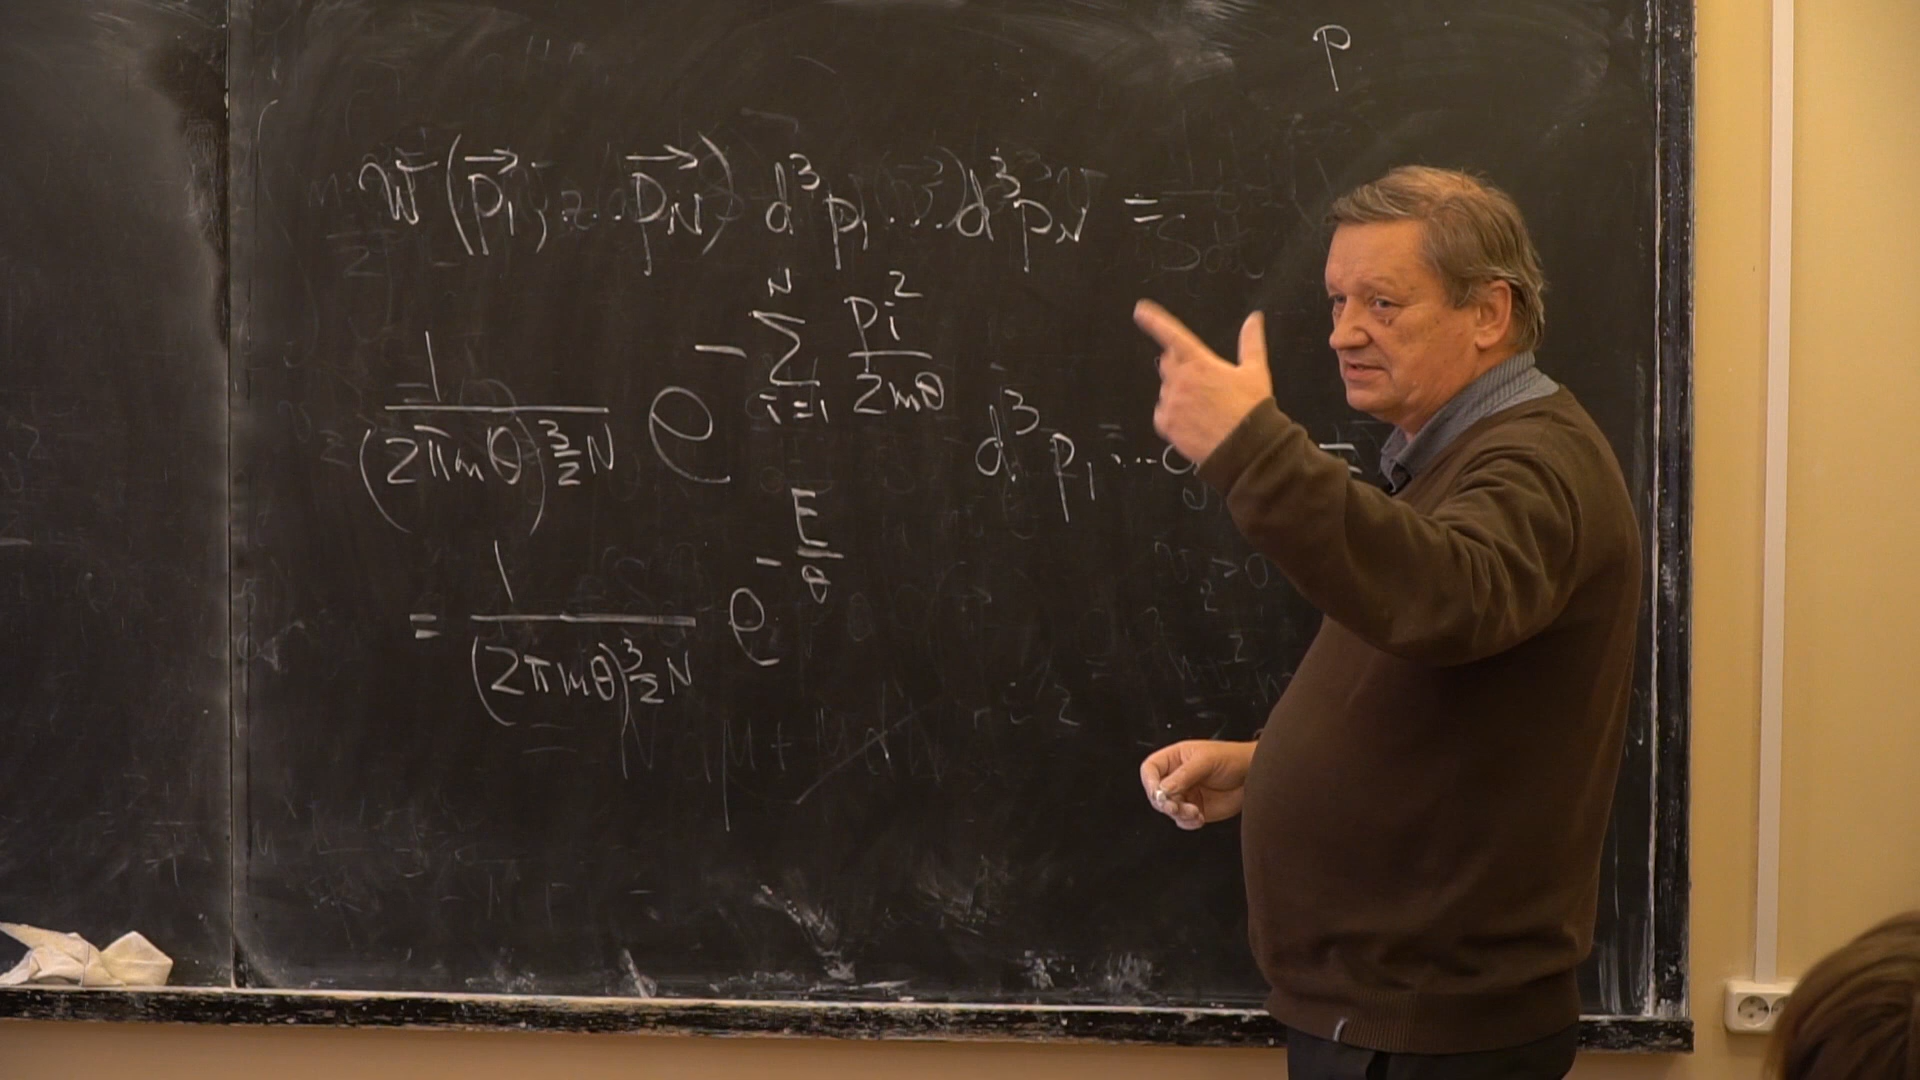 p
W(p⃗₁, ... p⃗_N) d³p₁ ... d³p_N =
1/(2πmθ)^(3/2 N) e^(-∑_{i=1}^{N} p_i²/2mθ) d³p₁ ... d =
= 1/(2πmθ)^(3/2 N) e^(-E/θ)